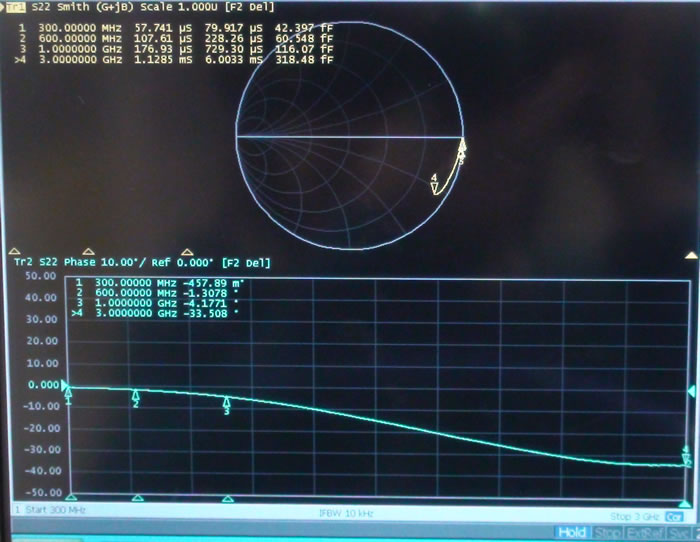 Tr1 S22 Smith (G+jB) Scale 1.000U [F2 Del]
1 300.00000 MHz 57.741 µS 79.917 µS 42.397 fF
2 600.00000 MHz 107.61 µS 228.26 µS 60.548 fF
3 1.0000000 GHz 176.93 µS 729.30 µS 116.07 fF
>4 3.0000000 GHz 1.1285 mS 6.0033 mS 318.48 fF
4
3
Tr2 S22 Phase 10.00°/ Ref 0.000° [F2 Del]
50.00
1 300.00000 MHz -457.89 m°
2 600.00000 MHz -1.3078 °
40.00
3 1.0000000 GHz -4.1771 °
>4 3.0000000 GHz -33.508 °
30.00
20.00
10.00
0.000
1
2
3
-10.00
-20.00
-30.00
-40.00
-50.00
1 Start 300 MHz IFBW 10 kHz Stop 3 GHz Cor
Hold Stop ExtRef Svc